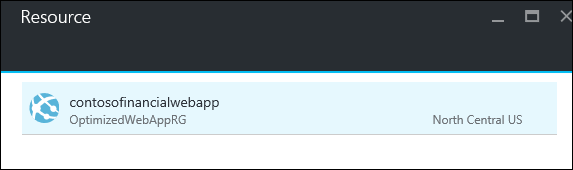 Resource
contosofinancialwebapp
OptimizedWebAppRG North Central US